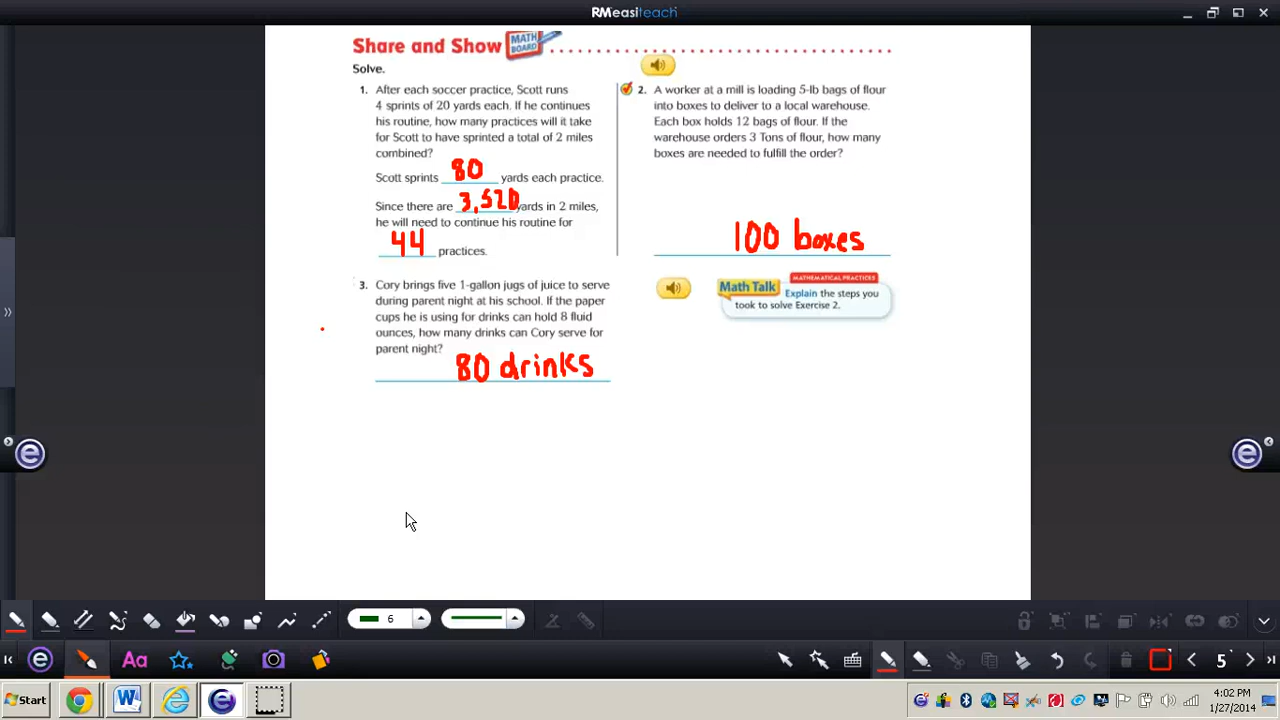 RMeasiteach
Share and Show MATH BOARD
Solve.
1. After each soccer practice, Scott runs
4 sprints of 20 yards each. If he continues
his routine, how many practices will it take
for Scott to have sprinted a total of 2 miles
combined?
Scott sprints 80 yards each practice.
Since there are 3,520 yards in 2 miles,
he will need to continue his routine for
44 practices.
2. A worker at a mill is loading 5-lb bags of flour
into boxes to deliver to a local warehouse.
Each box holds 12 bags of flour. If the
warehouse orders 3 Tons of flour, how many
boxes are needed to fulfill the order?
100 boxes
MATHEMATICAL PRACTICES
Math Talk Explain the steps you
took to solve Exercise 2.
3. Cory brings five 1-gallon jugs of juice to serve
during parent night at his school. If the paper
cups he is using for drinks can hold 8 fluid
ounces, how many drinks can Cory serve for
parent night?
80 drinks
6
Aa
5
Start
4:02 PM
1/27/2014